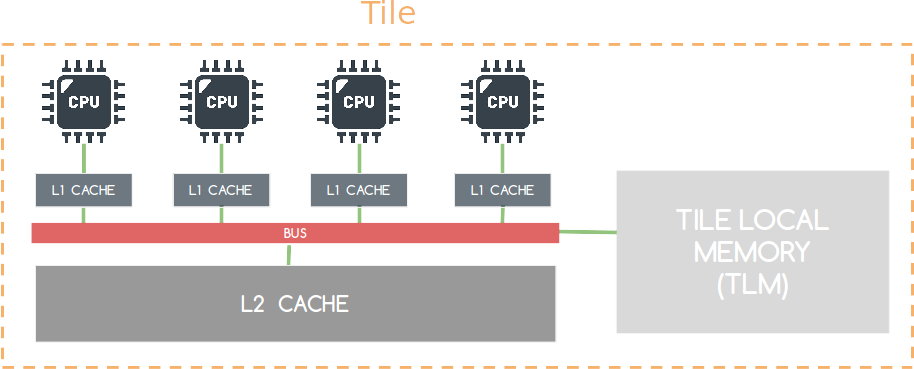 Tile
CPU CPU CPU CPU
L1 CACHE L1 CACHE L1 CACHE L1 CACHE
BUS
TILE LOCAL
MEMORY
(TLM)
L2 CACHE